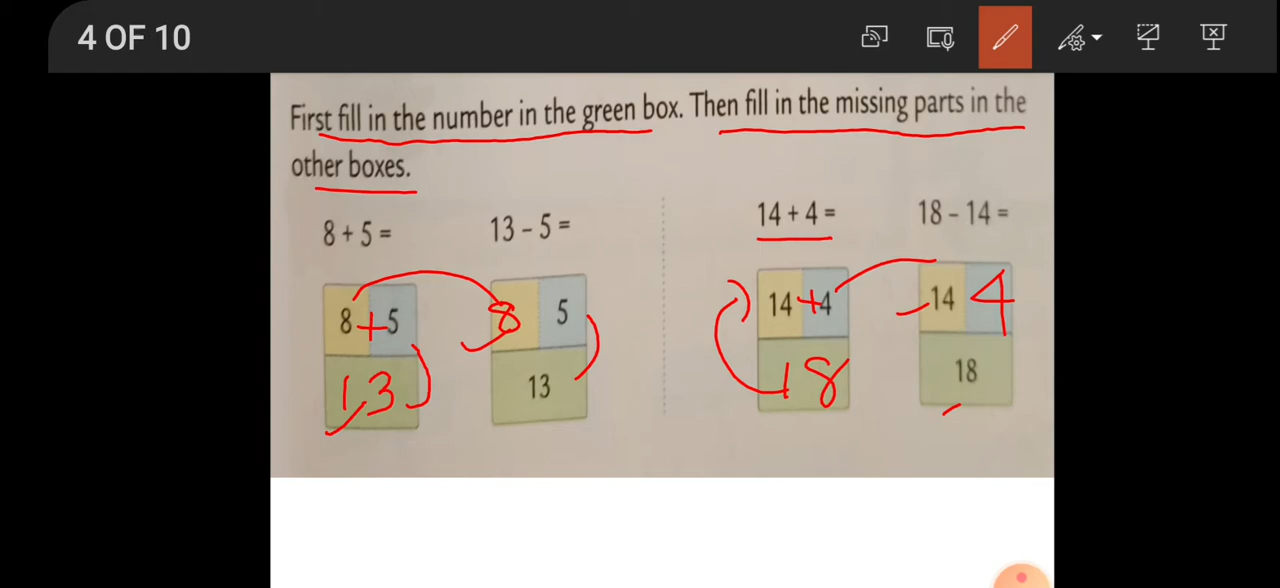 4 OF 10
First fill in the number in the green box. Then fill in the missing parts in the
other boxes.
8 + 5 = 13 - 5 = 14 + 4 = 18 - 14 =
8 + 5 8 5 14 + 4 14 4
13 13 18 18